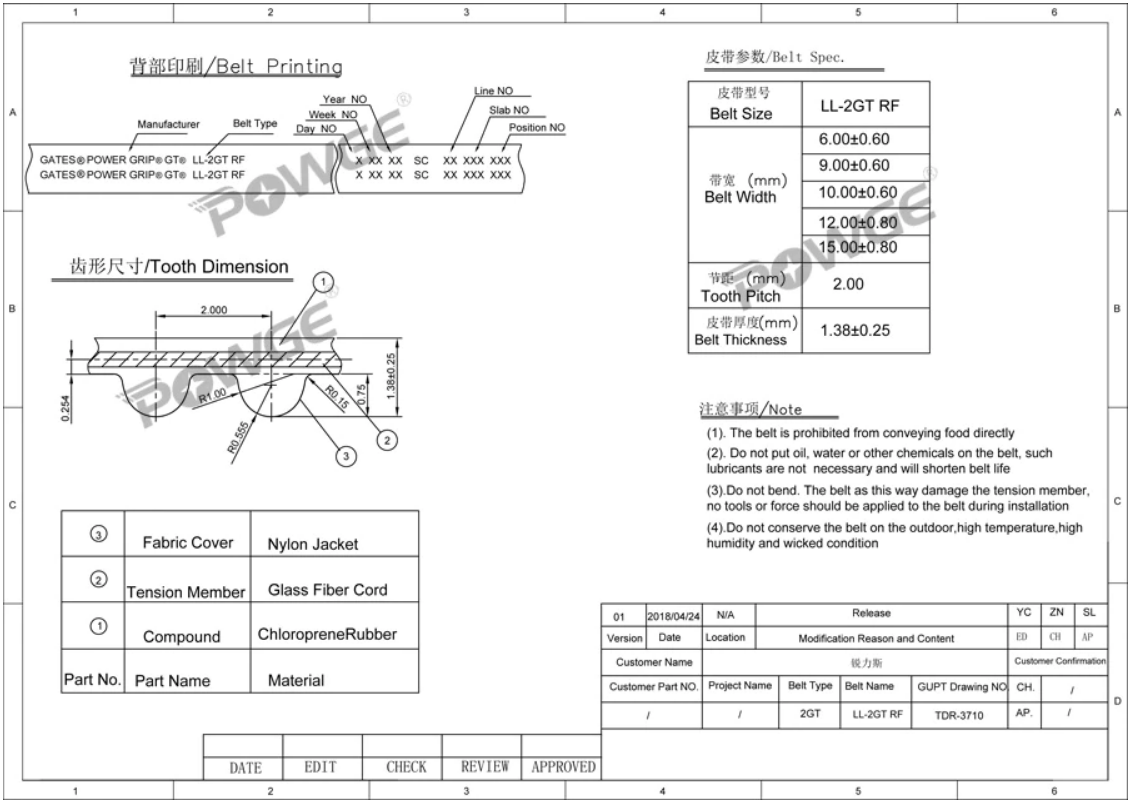 1 2 3 4 5 6
A A
B B
C C
D
背部印刷/Belt Printing
Manufacturer
Belt Type
Year NO
Week NO
Day NO
Line NO
Slab NO
Position NO
GATES®POWER GRIP®GT® LL-2GT RF X XX XX SC XX XXX XXX
GATES®POWER GRIP®GT® LL-2GT RF X XX XX SC XX XXX XXX
POWGE®
齿形尺寸/Tooth Dimension
2.000
1
0.254
R1.00
R0.555
R0.15
0.75
1.38±0.25
2
3
POWGE®
3 Fabric Cover Nylon Jacket
2 Tension Member Glass Fiber Cord
1 Compound ChloropreneRubber
Part No. Part Name Material
皮带参数/Belt Spec.
皮带型号
Belt Size
LL-2GT RF
带宽 (mm)
Belt Width
6.00±0.60
9.00±0.60
10.00±0.60
12.00±0.80
15.00±0.80
节距 (mm)
Tooth Pitch
2.00
皮带厚度(mm)
Belt Thickness
1.38±0.25
POWGE®
注意事项/Note
(1). The belt is prohibited from conveying food directly
(2). Do not put oil, water or other chemicals on the belt, such
lubricants are not necessary and will shorten belt life
(3).Do not bend. The belt as this way damage the tension member,
no tools or force should be applied to the belt during installation
(4).Do not conserve the belt on the outdoor,high temperature,high
humidity and wicked condition
01 2018/04/24 N/A Release YC ZN SL
Version Date Location Modification Reason and Content ED CH AP
Customer Name 锐力斯 Customer Confirmation
Customer Part NO. Project Name Belt Type Belt Name GUPT Drawing NO CH. /
/ / 2GT LL-2GT RF TDR-3710 AP. /
DATE EDIT CHECK REVIEW APPROVED
1 2 3 4 5 6